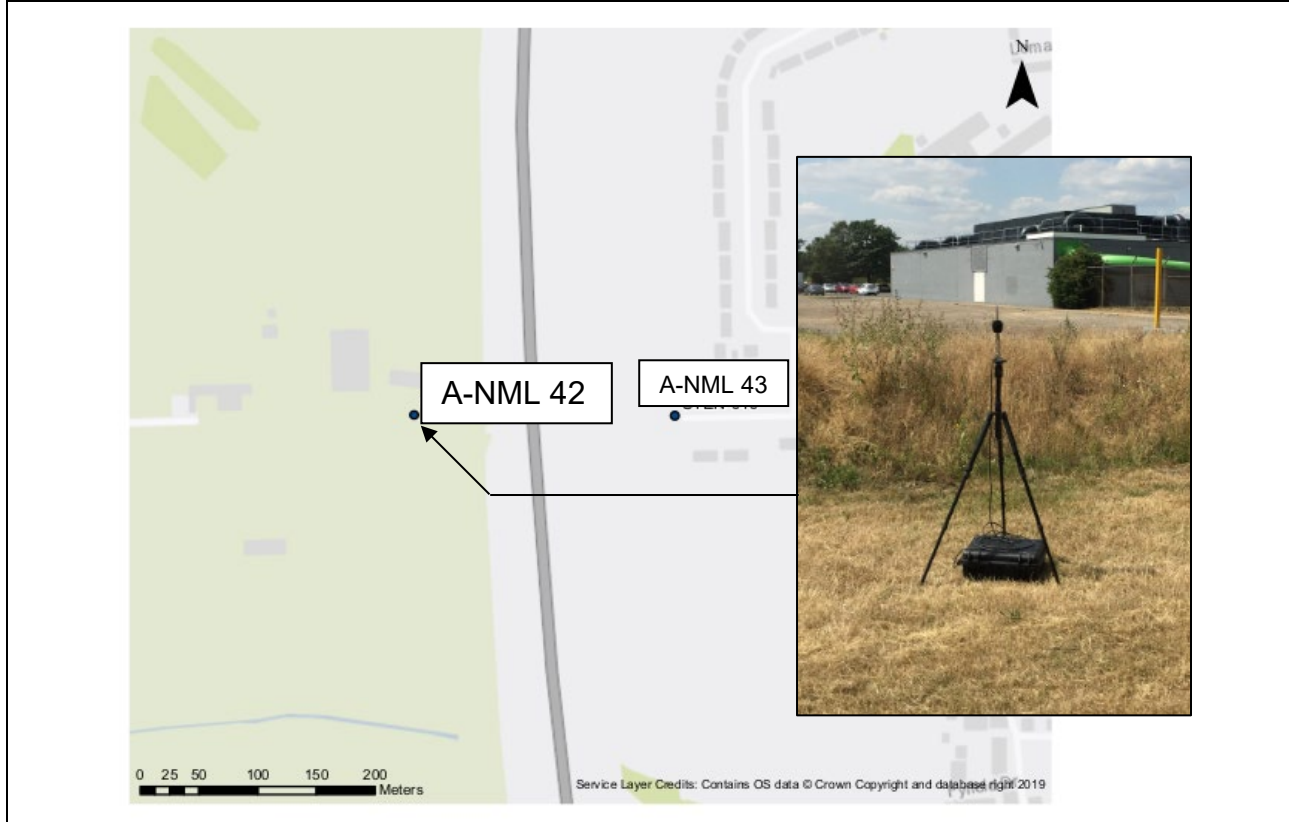 N
A-NML 42
A-NML 43
0 25 50 100 150 200
Meters
Service Layer Credits: Contains OS data © Crown Copyright and database right 2019